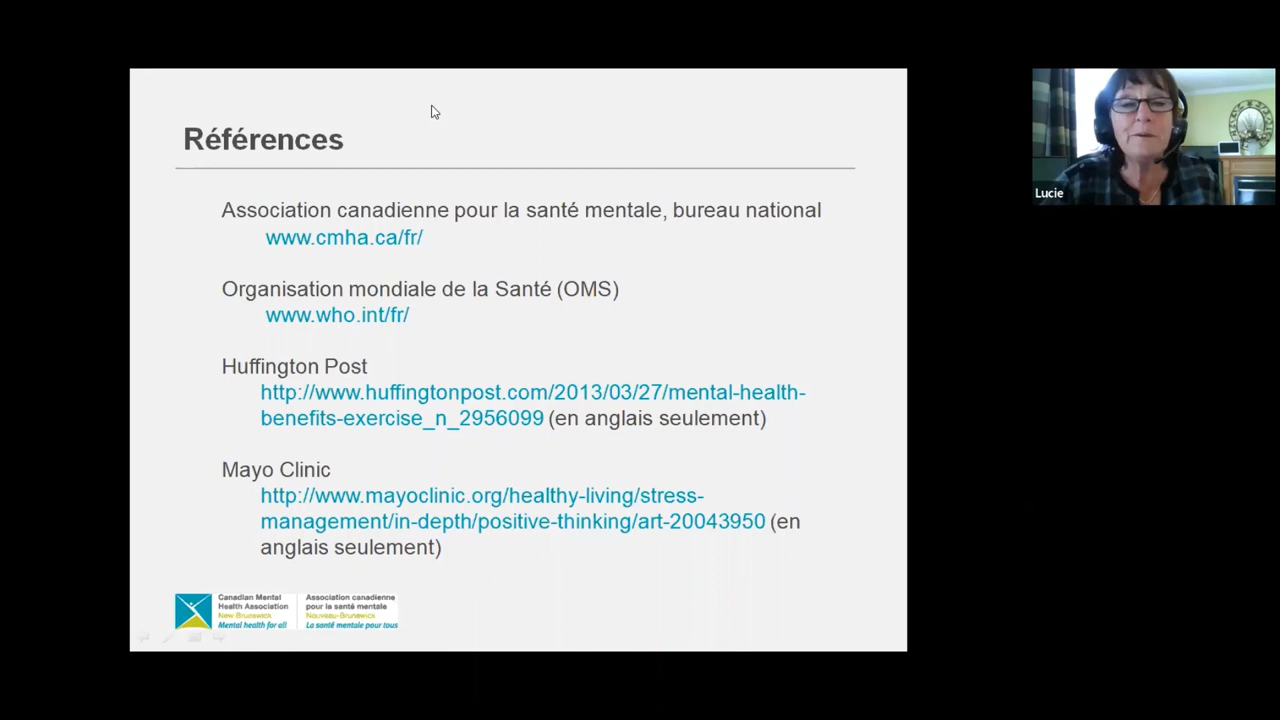 Références
Association canadienne pour la santé mentale, bureau national
www.cmha.ca/fr/
Organisation mondiale de la Santé (OMS)
www.who.int/fr/
Huffington Post
http://www.huffingtonpost.com/2013/03/27/mental-health-
benefits-exercise_n_2956099 (en anglais seulement)
Mayo Clinic
http://www.mayoclinic.org/healthy-living/stress-
management/in-depth/positive-thinking/art-20043950 (en
anglais seulement)
Canadian Mental
Health Association
New Brunswick
Mental health for all
Association canadienne
pour la santé mentale
Nouveau-Brunswick
La santé mentale pour tous
Lucie